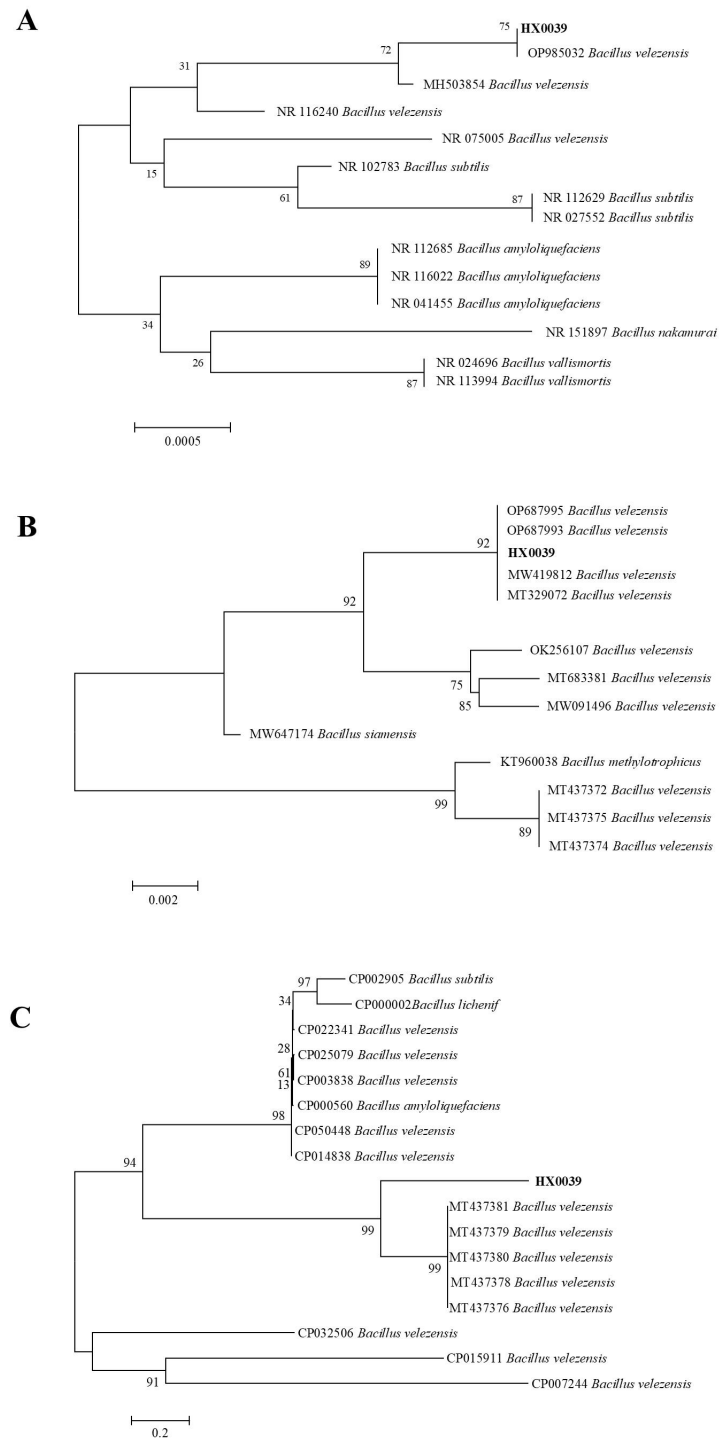 A
75 HX0039
OP985032 Bacillus velezensis
72
MH503854 Bacillus velezensis
31
NR 116240 Bacillus velezensis
NR 075005 Bacillus velezensis
15
NR 102783 Bacillus subtilis
61
87 NR 112629 Bacillus subtilis
NR 027552 Bacillus subtilis
NR 112685 Bacillus amyloliquefaciens
89 NR 116022 Bacillus amyloliquefaciens
NR 041455 Bacillus amyloliquefaciens
34
NR 151897 Bacillus nakamurai
26
NR 024696 Bacillus vallismortis
87 NR 113994 Bacillus vallismortis
0.0005
B
OP687995 Bacillus velezensis
OP687993 Bacillus velezensis
92 HX0039
MW419812 Bacillus velezensis
MT329072 Bacillus velezensis
92
OK256107 Bacillus velezensis
75 MT683381 Bacillus velezensis
85 MW091496 Bacillus velezensis
MW647174 Bacillus siamensis
KT960038 Bacillus methylotrophicus
99
MT437372 Bacillus velezensis
MT437375 Bacillus velezensis
89 MT437374 Bacillus velezensis
0.002
C
97 CP002905 Bacillus subtilis
34 CP000002Bacillus lichenif
CP022341 Bacillus velezensis
28 CP025079 Bacillus velezensis
61 CP003838 Bacillus velezensis
13
CP000560 Bacillus amyloliquefaciens
98 CP050448 Bacillus velezensis
CP014838 Bacillus velezensis
94
HX0039
99
MT437381 Bacillus velezensis
MT437379 Bacillus velezensis
99 MT437380 Bacillus velezensis
MT437378 Bacillus velezensis
MT437376 Bacillus velezensis
CP032506 Bacillus velezensis
CP015911 Bacillus velezensis
91 CP007244 Bacillus velezensis
0.2